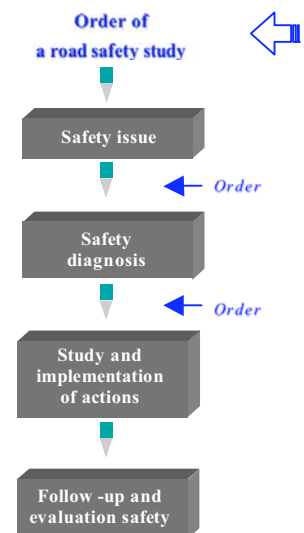 Order of
a road safety study
Safety issue
Order
Safety
diagnosis
Order
Study and
implementation
of actions
Follow -up and
evaluation safety